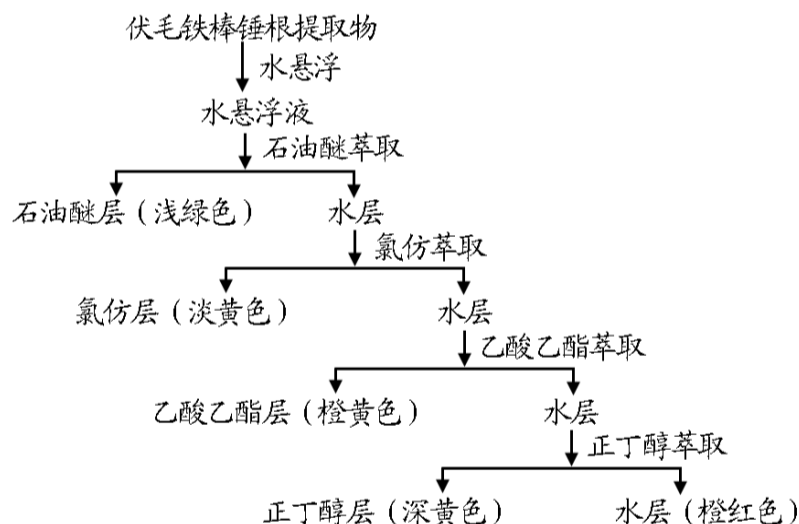 伏毛铁棒锤根提取物
水悬浮
水悬浮液
石油醚萃取
石油醚层（浅绿色） 水层
氯仿萃取
氯仿层（淡黄色） 水层
乙酸乙酯萃取
乙酸乙酯层（橙黄色） 水层
正丁醇萃取
正丁醇层（深黄色） 水层（橙红色）